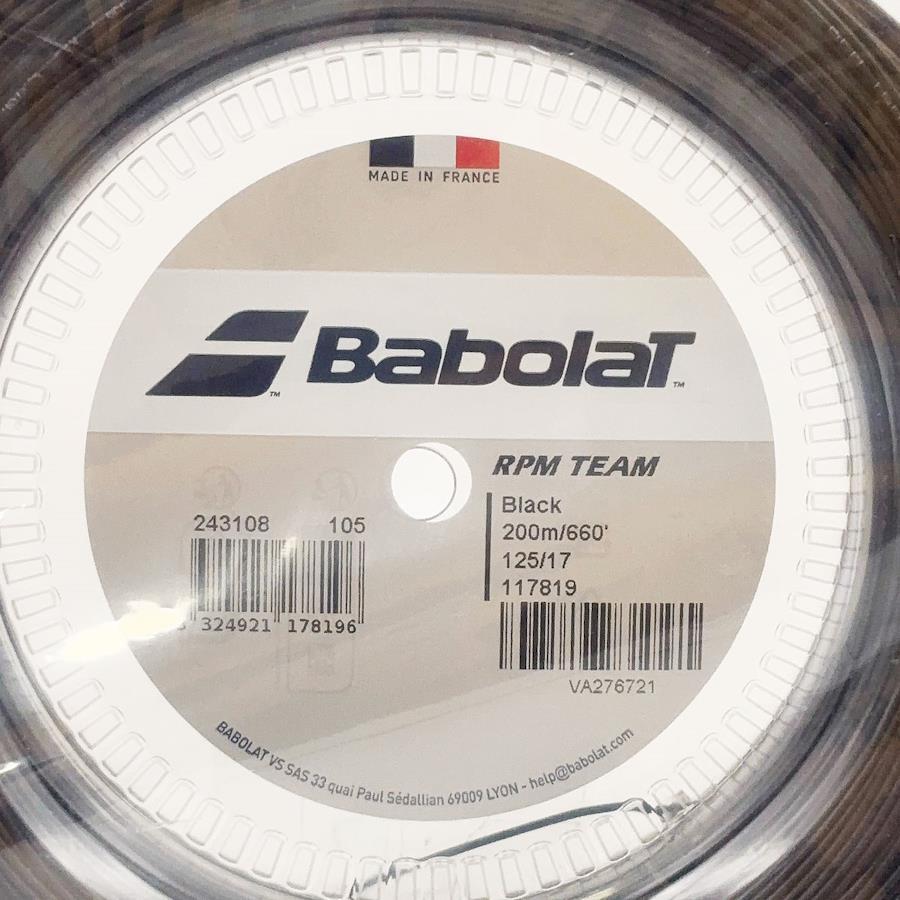 MADE IN FRANCE
BabolaT™
RPM TEAM
Black
200m/660'
125/17
117819
VA276721
243108 105
324921 178196
BABOLAT VS SAS 33 quai Paul Sédallian 69009 LYON - help@babolat.com